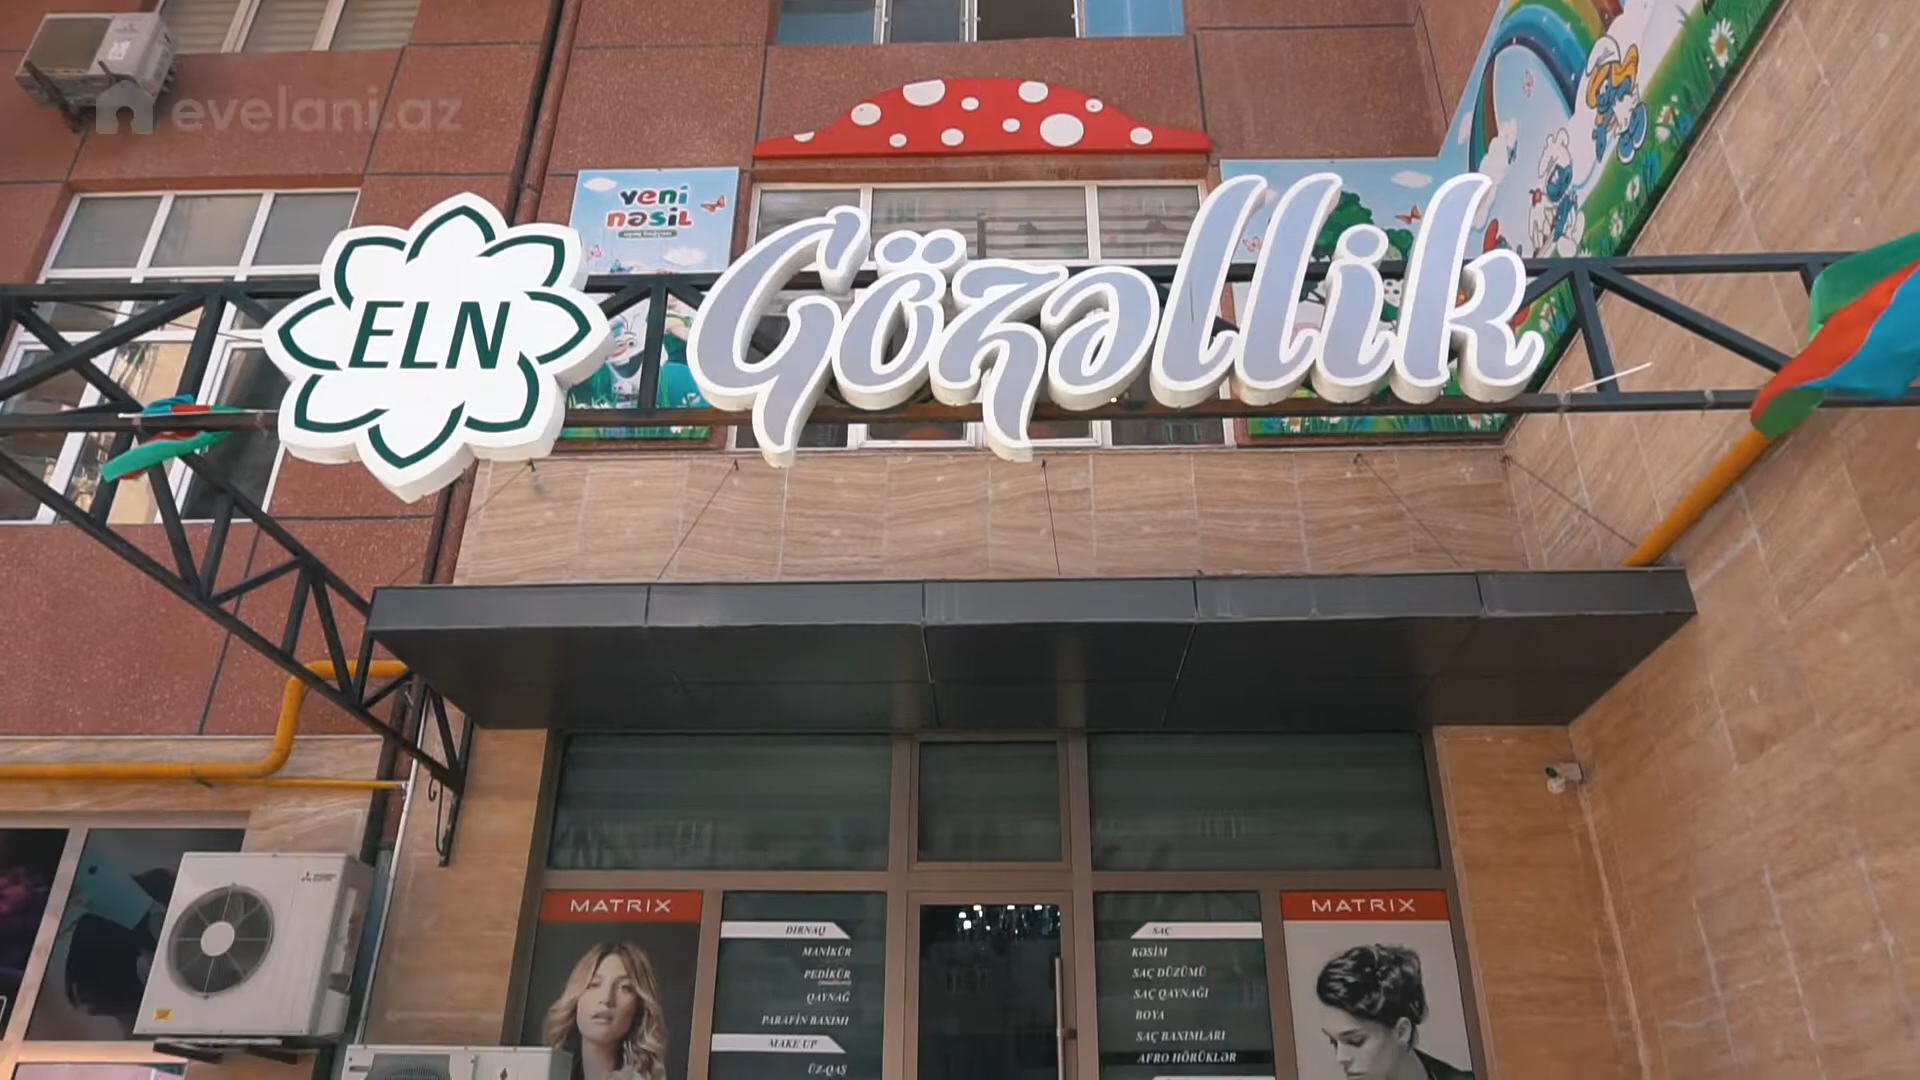 evelani.az
yeni
nəsil
ELN
Gözəllik
MATRIX
DIRNAQ
MANİKÜR
PEDİKÜR
QAYNAĞ
PARAFİN BAXIMI
MAKE UP
ÜZ-QAŞ
SAÇ
KƏSİM
SAÇ DÜZÜMÜ
SAÇ QAYNAĞI
BOYA
SAÇ BAXIMLARI
AFRO HÖRÜKLƏR
MATRIX